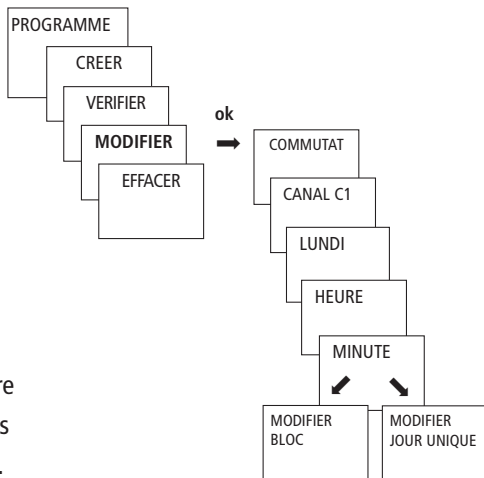 PROGRAMME
CREER
VERIFIER
MODIFIER
EFFACER
ok
COMMUTAT
CANAL C1
LUNDI
HEURE
MINUTE
MODIFIER
BLOC
MODIFIER
JOUR UNIQUE